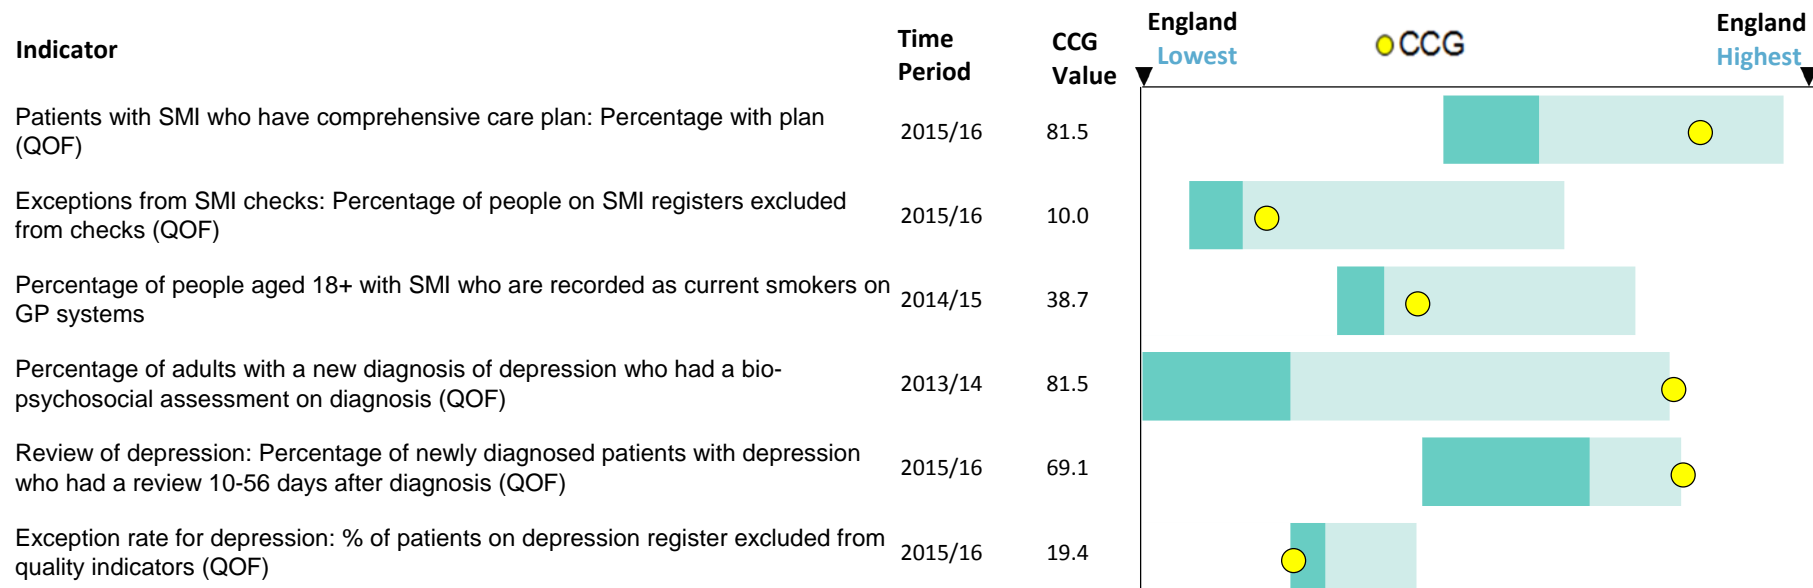 Indicator
Time
Period
CCG
Value
England
Lowest
CCG
England
Highest
Patients with SMI who have comprehensive care plan: Percentage with plan
(QOF)
2015/16
81.5
Exceptions from SMI checks: Percentage of people on SMI registers excluded
from checks (QOF)
2015/16
10.0
Percentage of people aged 18+ with SMI who are recorded as current smokers on
GP systems
2014/15
38.7
Percentage of adults with a new diagnosis of depression who had a bio-
psychosocial assessment on diagnosis (QOF)
2013/14
81.5
Review of depression: Percentage of newly diagnosed patients with depression
who had a review 10-56 days after diagnosis (QOF)
2015/16
69.1
Exception rate for depression: % of patients on depression register excluded from
quality indicators (QOF)
2015/16
19.4